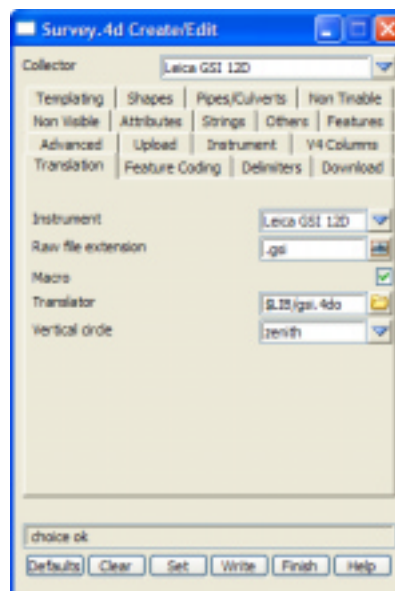 Survey.4d Create/Edit
Collector Leica GSI 12D
Templating Shapes Pipes/Culverts Non Tinable
Non Visible Attributes Strings Others Features
Advanced Upload Instrument V4 Columns
Translation Feature Coding Delimiters Download
Instrument Leica GSI 12D
Raw file extension .gsi
Macro
Translator $LIB/gsi.4do
Vertical circle zenith
choice ok
Defaults Clear Set Write Finish Help